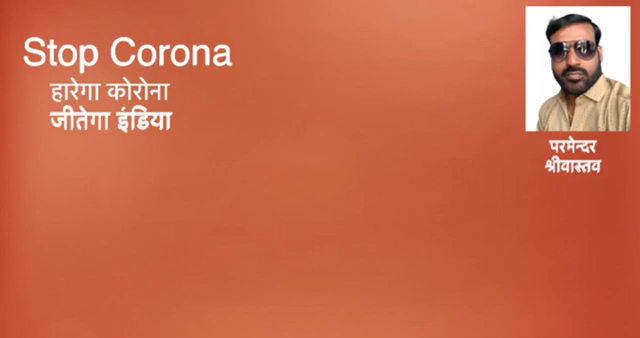 Stop Corona
हारेगा कोरोना
जीतेगा इंडिया
परमेन्दर
श्रीवास्तव